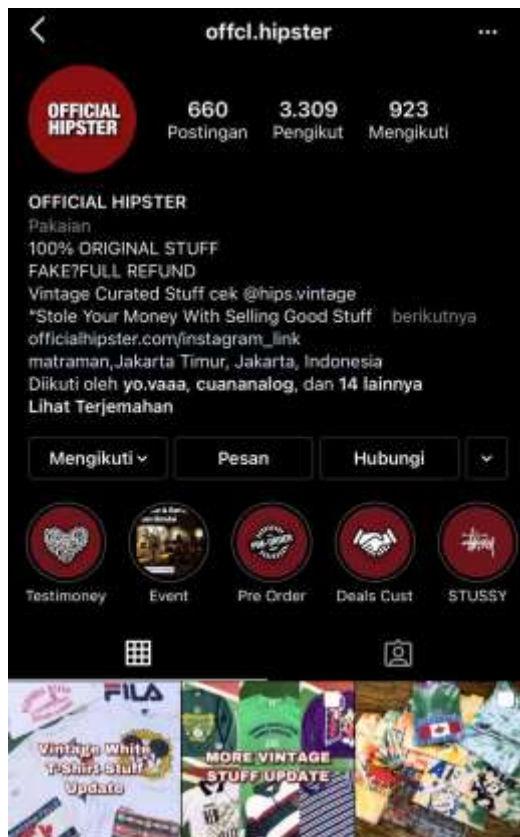 offcl.hipster
OFFICIAL
HIPSTER
660 3.309 923
Postingan Pengikut Mengikuti
OFFICIAL HIPSTER
Pakaian
100% ORIGINAL STUFF
FAKE?FULL REFUND
Vintage Curated Stuff cek @hips.vintage
"Stole Your Money With Selling Good Stuff berikutnya
officialhipster.com/instagram_link
matraman,Jakarta Timur, Jakarta, Indonesia
Diikuti oleh yo.vaaa, cuananalog, dan 14 lainnya
Lihat Terjemahan
Mengikuti Pesan Hubungi
PRE-ORDER
Testimoney Event Pre Order Deals Cust STUSSY
FILA
Vintage White
T-Shirt Stuff
Update
MORE VINTAGE
STUFF UPDATE